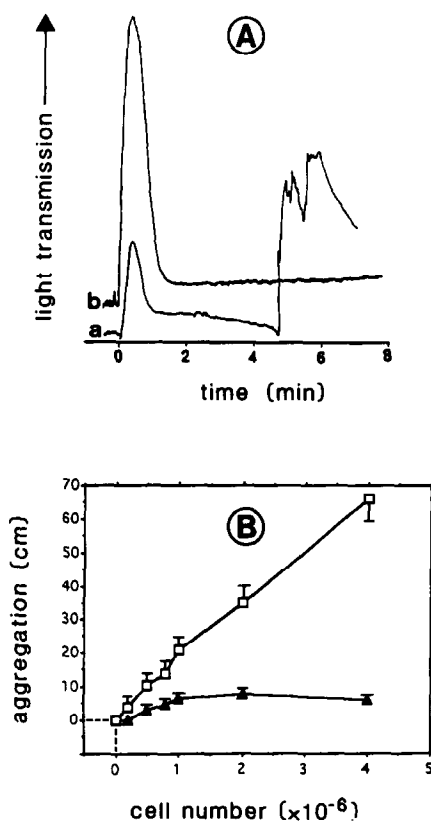 A
light transmission
b
a
0 2 4 6 8
time (min)
B
70
60
50
40
30
20
10
0
aggregation (cm)
0 1 2 3 4 5
cell number (×10⁻⁶)